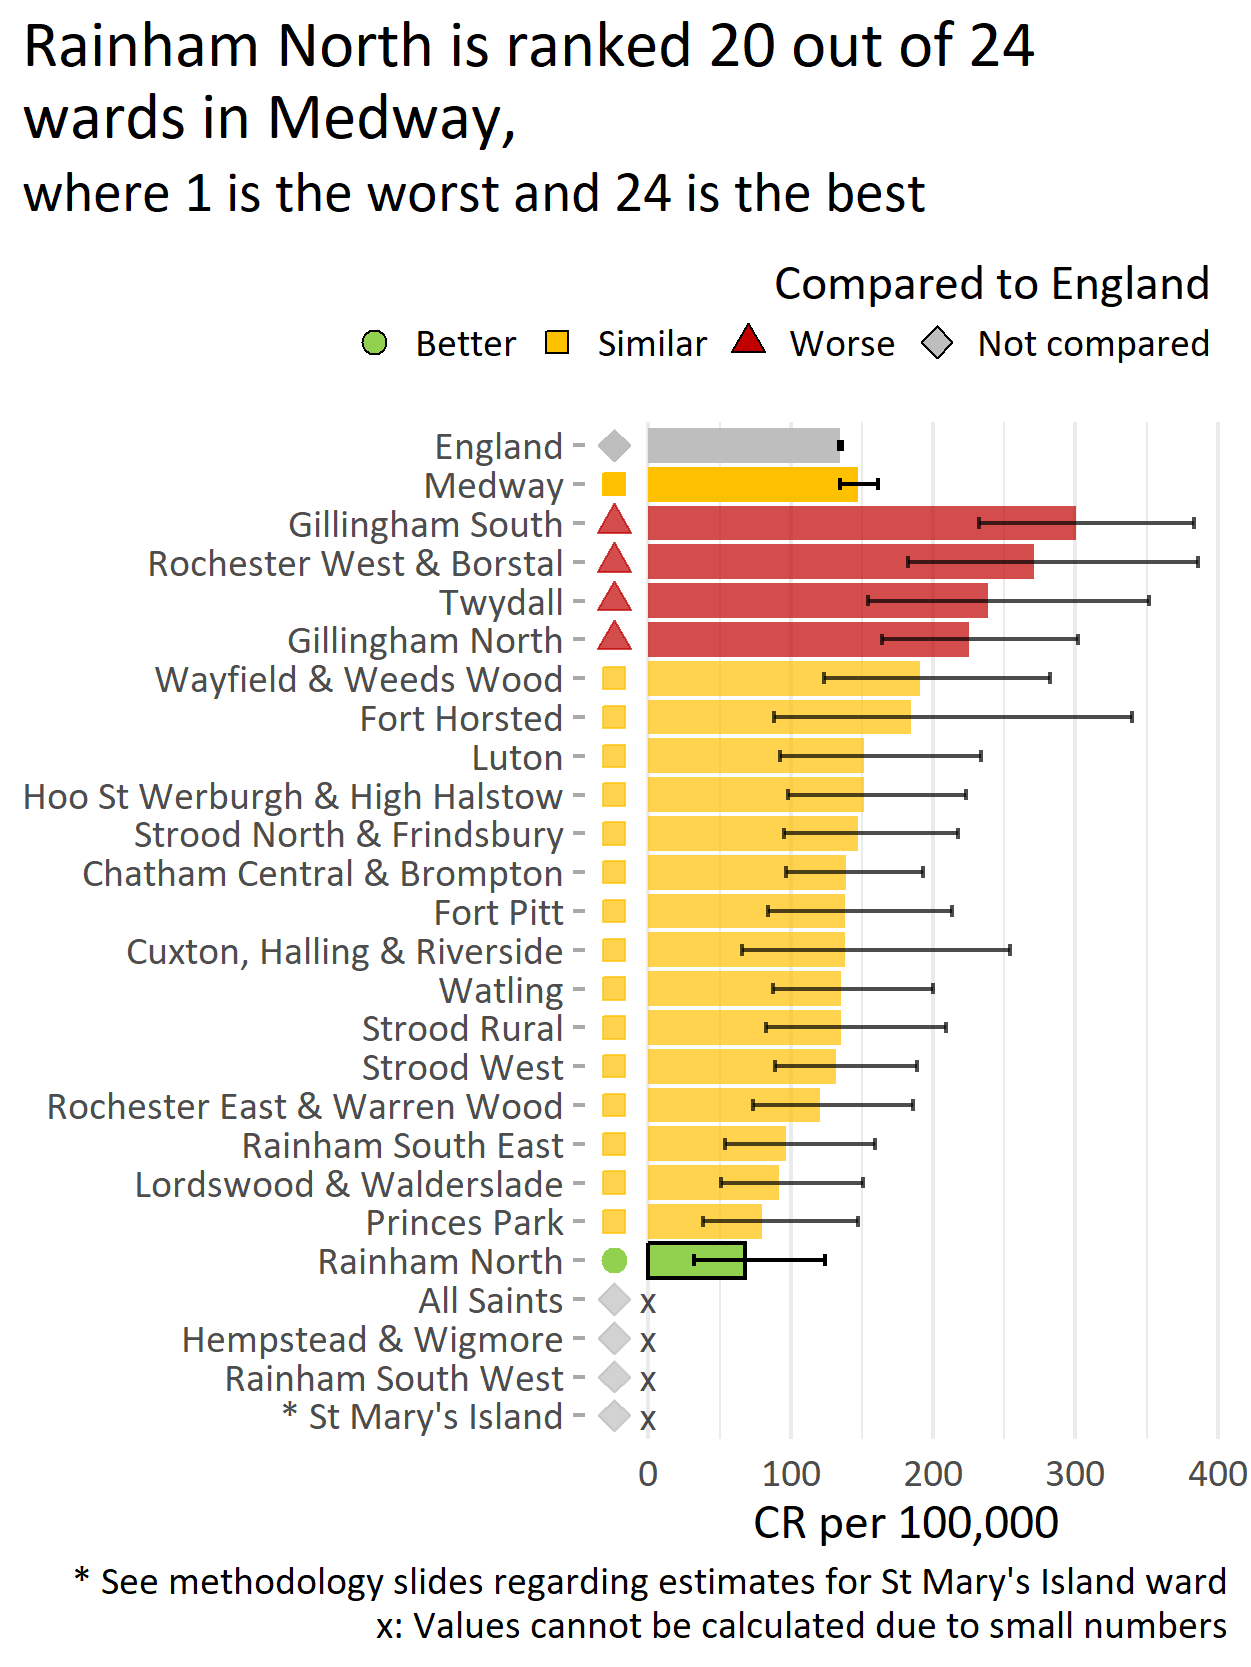 Rainham North is ranked 20 out of 24
wards in Medway,
where 1 is the worst and 24 is the best
Compared to England
Better Similar Worse Not compared
England
Medway
Gillingham South
Rochester West & Borstal
Twydall
Gillingham North
Wayfield & Weeds Wood
Fort Horsted
Luton
Hoo St Werburgh & High Halstow
Strood North & Frindsbury
Chatham Central & Brompton
Fort Pitt
Cuxton, Halling & Riverside
Watling
Strood Rural
Strood West
Rochester East & Warren Wood
Rainham South East
Lordswood & Walderslade
Princes Park
Rainham North
All Saints x
Hempstead & Wigmore x
Rainham South West x
* St Mary's Island x
0 100 200 300 400
CR per 100,000
* See methodology slides regarding estimates for St Mary's Island ward
x: Values cannot be calculated due to small numbers